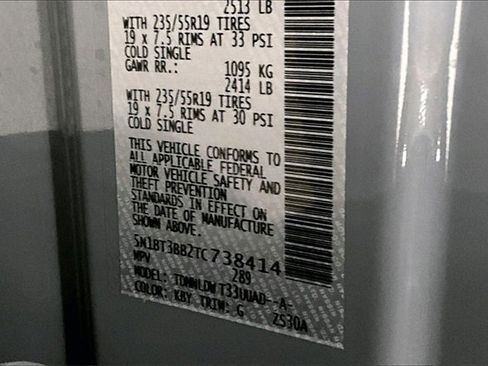 2513 LB
WITH 235/55R19 TIRES
19 x 7.5 RIMS AT 33 PSI
COLD SINGLE
GAWR RR.: 1095 KG
2414 LB
WITH 235/55R19 TIRES
19 x 7.5 RIMS AT 30 PSI
COLD SINGLE
THIS VEHICLE CONFORMS TO
ALL APPLICABLE FEDERAL
MOTOR VEHICLE SAFETY AND
THEFT PREVENTION
STANDARDS IN EFFECT ON
THE DATE OF MANUFACTURE
SHOWN ABOVE.
5N1BT3BB2TC738414
MPV 289
MODEL: TDNNLDW T33UUAD--A-
COLOR: KBY TRIM: G 2S30A